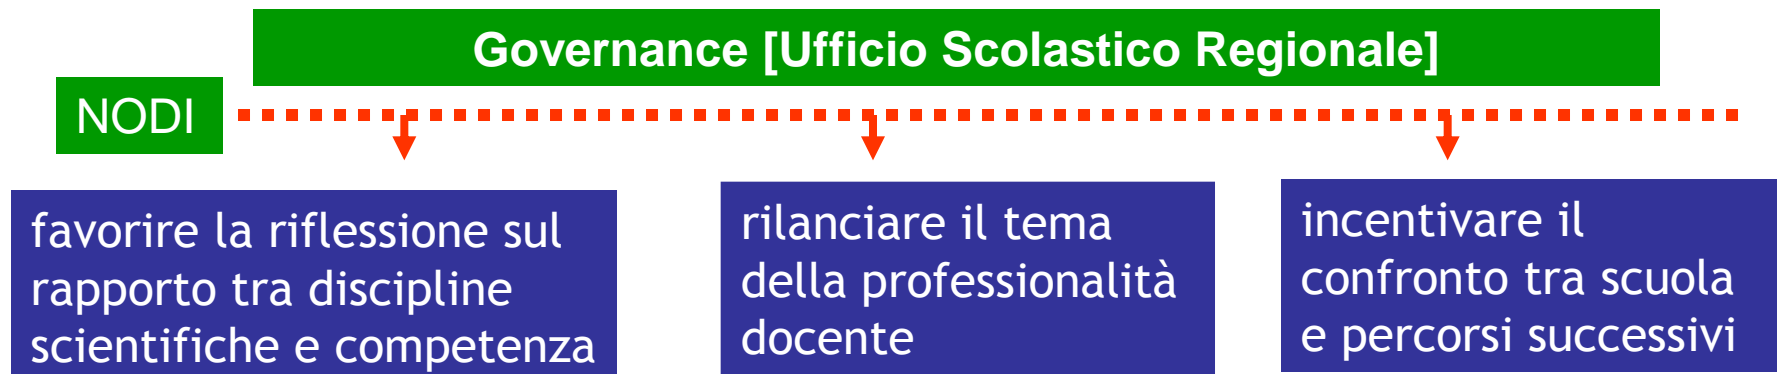 Governance [Ufficio Scolastico Regionale]
NODI
favorire la riflessione sul
rapporto tra discipline
scientifiche e competenza
rilanciare il tema
della professionalità
docente
incentivare il
confronto tra scuola
e percorsi successivi